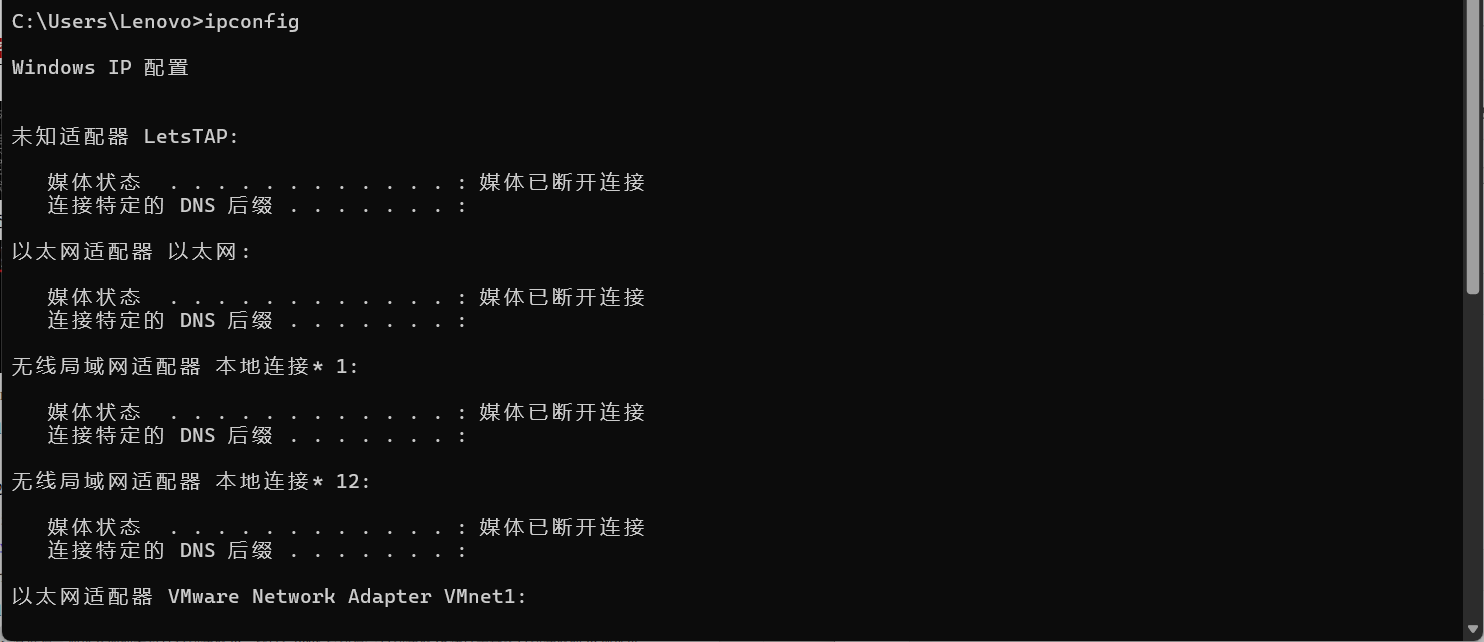 C:\Users\Lenovo>ipconfig
Windows IP 配置
未知适配器 LetsTAP:
媒体状态  . . . . . . . . . . . . : 媒体已断开连接
连接特定的 DNS 后缀 . . . . . . . :
以太网适配器 以太网:
媒体状态  . . . . . . . . . . . . : 媒体已断开连接
连接特定的 DNS 后缀 . . . . . . . :
无线局域网适配器 本地连接* 1:
媒体状态  . . . . . . . . . . . . : 媒体已断开连接
连接特定的 DNS 后缀 . . . . . . . :
无线局域网适配器 本地连接* 12:
媒体状态  . . . . . . . . . . . . : 媒体已断开连接
连接特定的 DNS 后缀 . . . . . . . :
以太网适配器 VMware Network Adapter VMnet1: